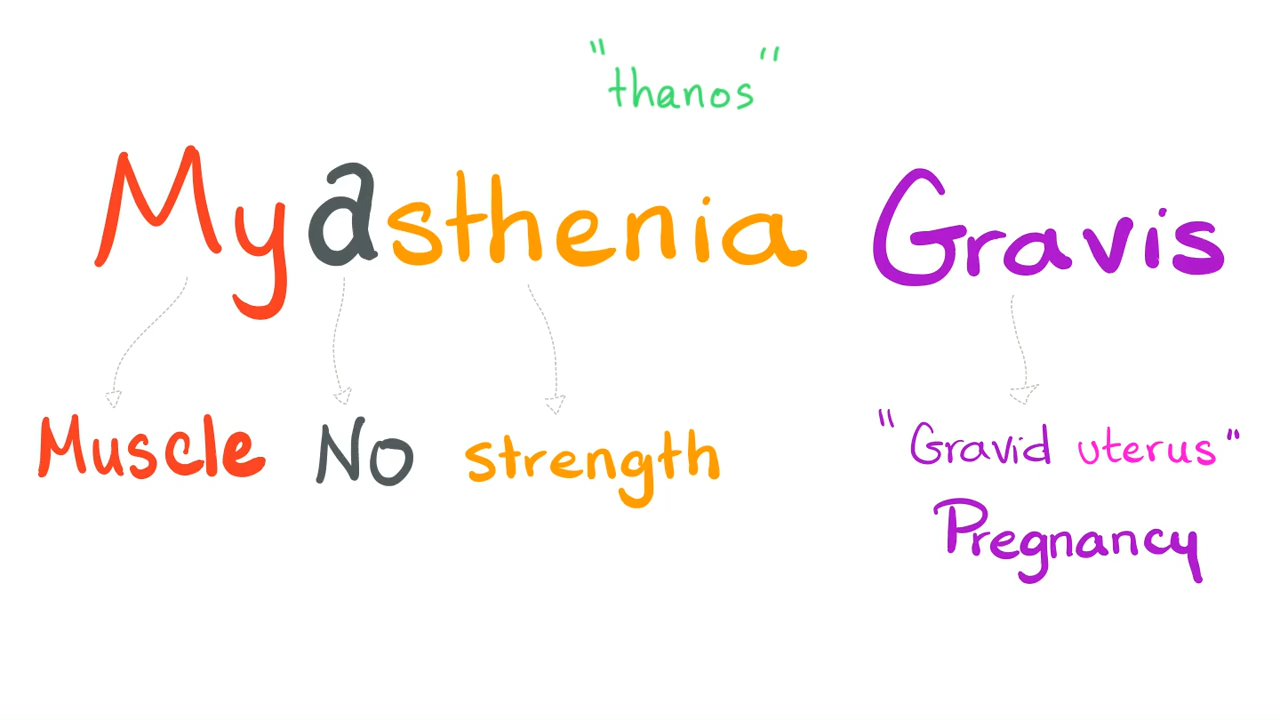 "thanos"
Myasthenia Gravis
Muscle No strength
"Gravid uterus"
Pregnancy